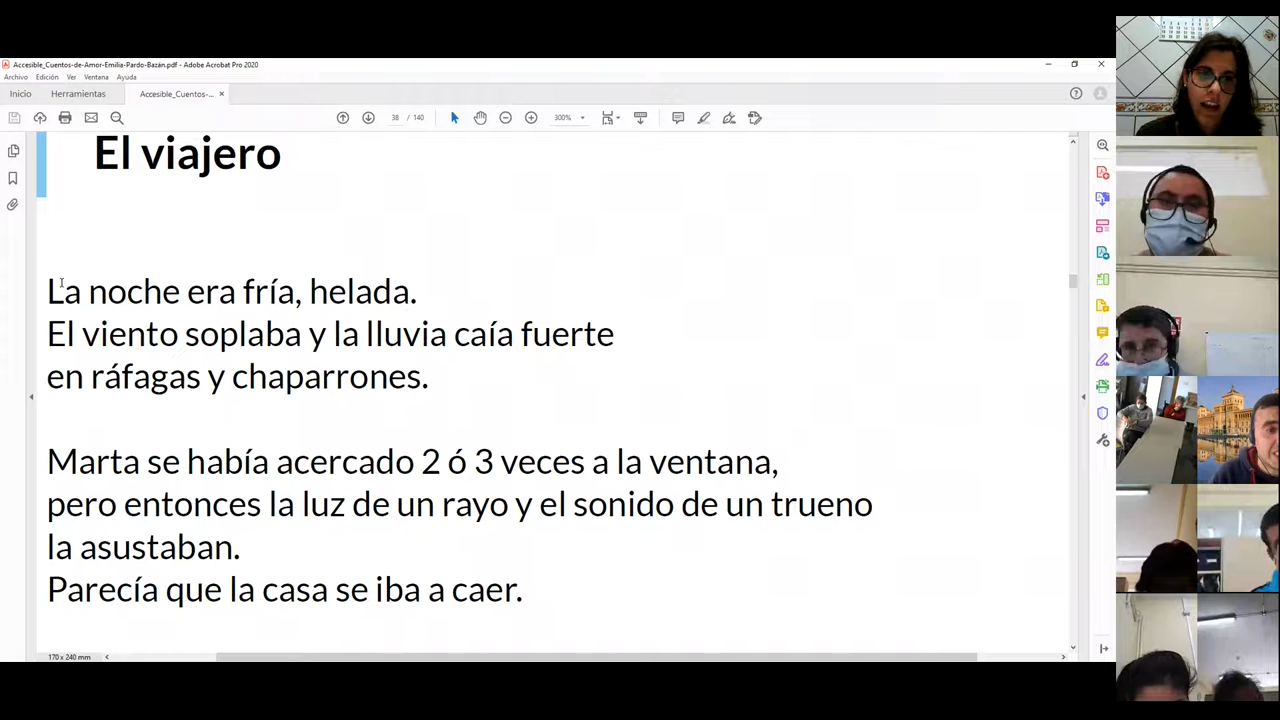 Accesible_Cuentos-de-Amor-Emilia-Pardo-Bazán.pdf - Adobe Acrobat Pro 2020
Archivo Edición Ver Ventana Ayuda
Inicio Herramientas Accesible_Cuentos-...
38 / 140 300%
El viajero
La noche era fría, helada.
El viento soplaba y la lluvia caía fuerte
en ráfagas y chaparrones.
Marta se había acercado 2 ó 3 veces a la ventana,
pero entonces la luz de un rayo y el sonido de un trueno
la asustaban.
Parecía que la casa se iba a caer.
170 x 240 mm